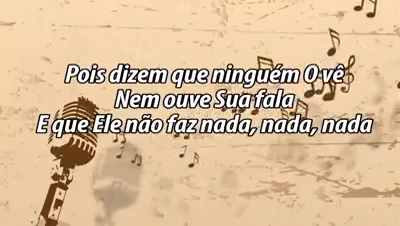 Pois dizem que ninguém O vê
Nem ouve Sua fala
E que Ele não faz nada, nada, nada